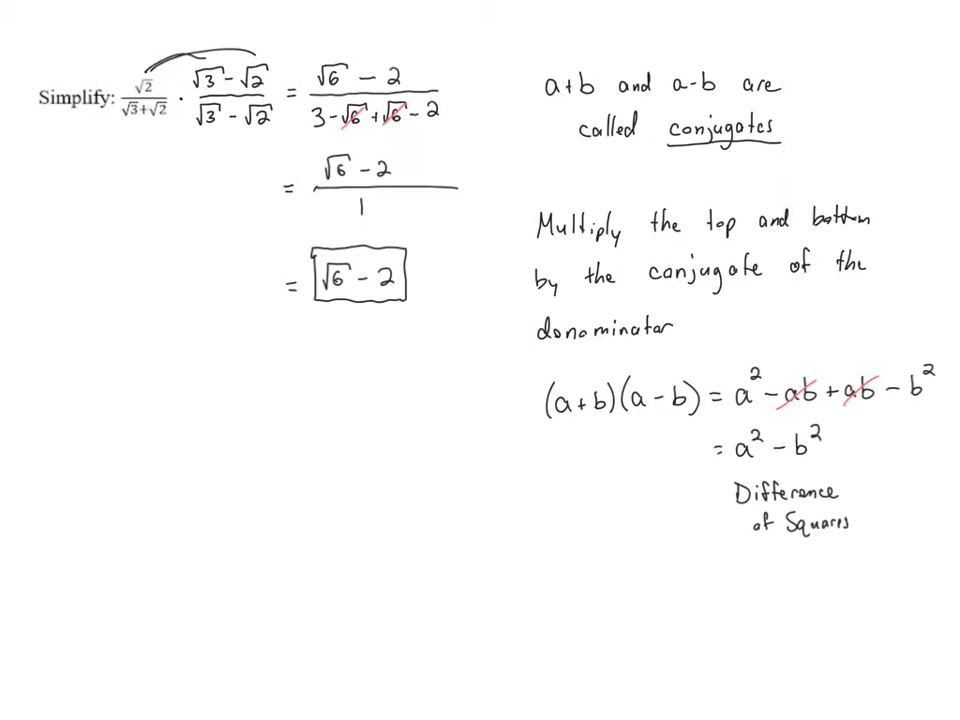 Simplify: √2/(√3+√2) · (√3 - √2)/(√3 - √2) = (√6 - 2)/(3 - √6 + √6 - 2)
= (√6 - 2)/1
= √6 - 2
a+b and a-b are
called conjugates
Multiply the top and bottom
by the conjugate of the
donominator
(a+b)(a-b) = a² - ab + ab - b²
= a² - b²
Difference
of Squares